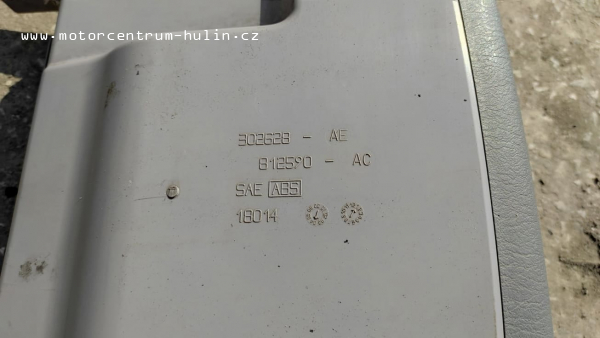 www.motorcentrum-hulin.cz
302628 - AE
812590 - AC
SAE ABS
18014